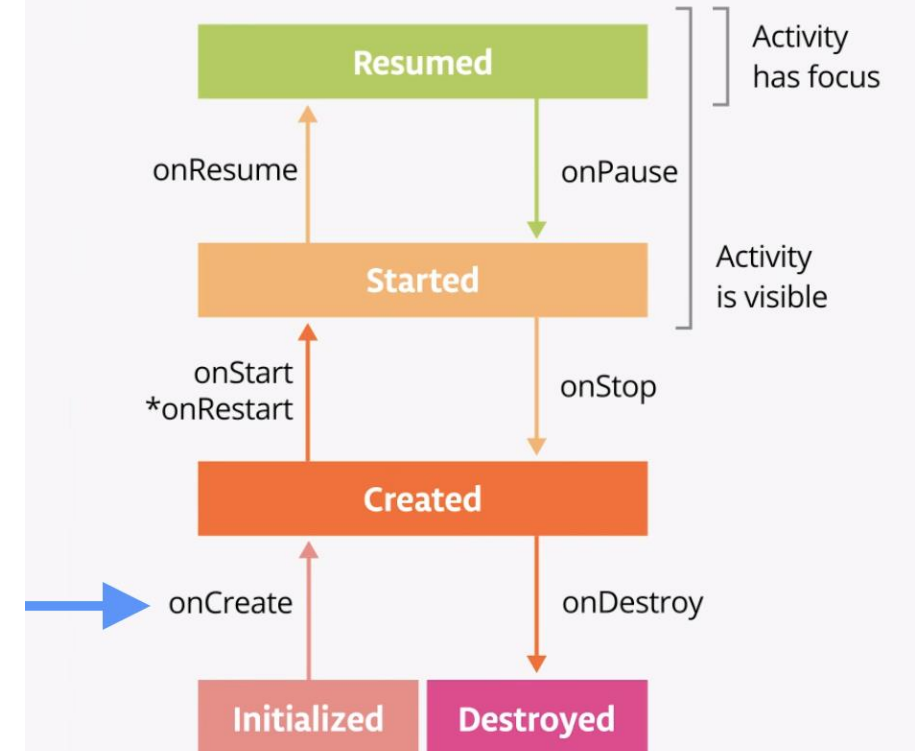 Resumed
Activity
has focus
onResume
onPause
Started
Activity
is visible
onStart
*onRestart
onStop
Created
onCreate
onDestroy
Initialized
Destroyed